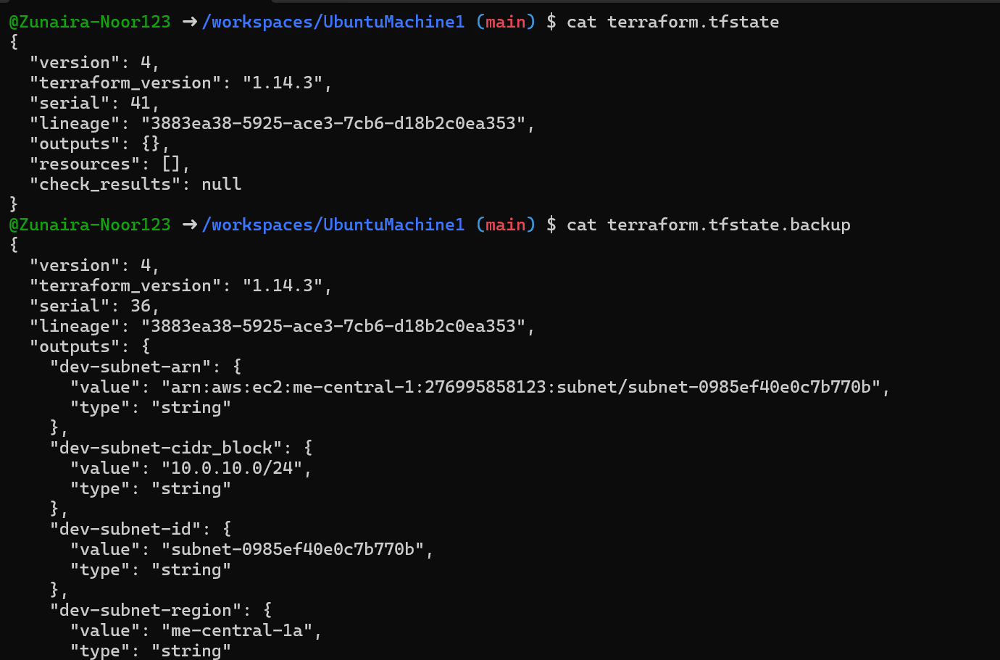 @Zunaira-Noor123 ➜ /workspaces/UbuntuMachine1 (main) $ cat terraform.tfstate
{
  "version": 4,
  "terraform_version": "1.14.3",
  "serial": 41,
  "lineage": "3883ea38-5925-ace3-7cb6-d18b2c0ea353",
  "outputs": {},
  "resources": [],
  "check_results": null
}
@Zunaira-Noor123 ➜ /workspaces/UbuntuMachine1 (main) $ cat terraform.tfstate.backup
{
  "version": 4,
  "terraform_version": "1.14.3",
  "serial": 36,
  "lineage": "3883ea38-5925-ace3-7cb6-d18b2c0ea353",
  "outputs": {
    "dev-subnet-arn": {
      "value": "arn:aws:ec2:me-central-1:276995858123:subnet/subnet-0985ef40e0c7b770b",
      "type": "string"
    },
    "dev-subnet-cidr_block": {
      "value": "10.0.10.0/24",
      "type": "string"
    },
    "dev-subnet-id": {
      "value": "subnet-0985ef40e0c7b770b",
      "type": "string"
    },
    "dev-subnet-region": {
      "value": "me-central-1a",
      "type": "string"